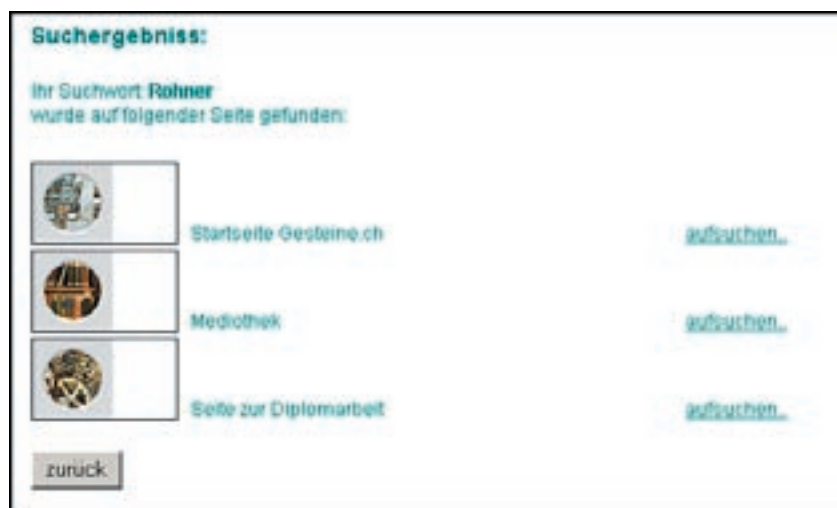 Suchergebniss:
Ihr Suchwort Rohner
wurde auf folgender Seite gefunden:
Startseite Gesteine.ch aufsuchen..
Mediothek aufsuchen..
Seite zur Diplomarbeit aufsuchen..
zurück